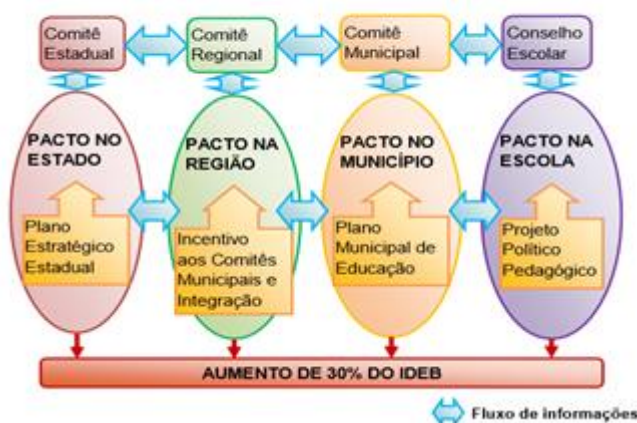 Comitê
Estadual
Comitê
Regional
Comitê
Municipal
Conselho
Escolar
PACTO NO
ESTADO
PACTO NA
REGIÃO
PACTO NO
MUNICÍPIO
PACTO NA
ESCOLA
Plano
Estratégico
Estadual
Incentivo
aos Comitês
Municipais e
Integração
Plano
Municipal de
Educação
Projeto
Político
Pedagógico
AUMENTO DE 30% DO IDEB
Fluxo de informações